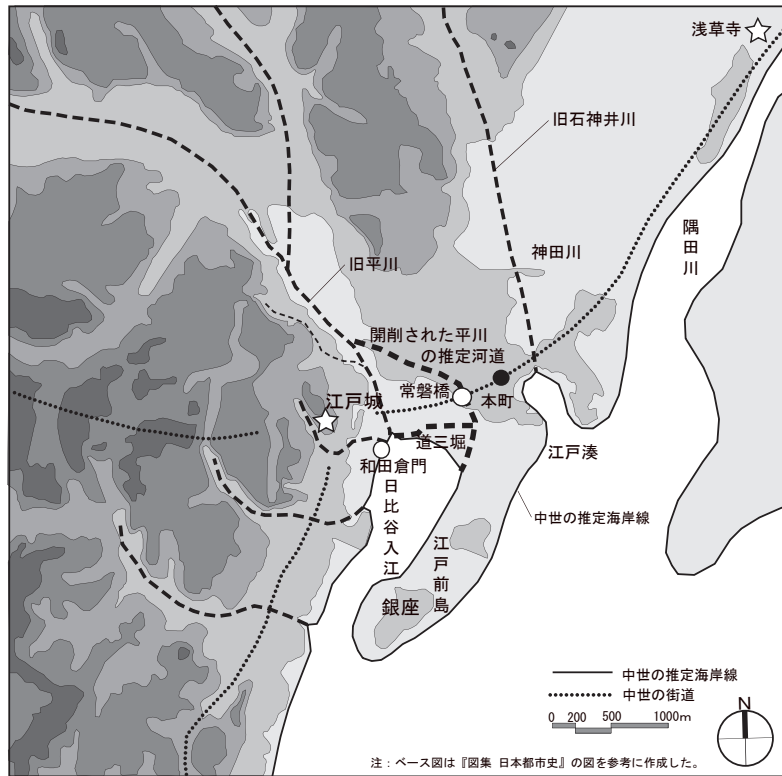 浅草寺
旧石神井川
隅田川
神田川
旧平川
開削された平川
の推定河道
常磐橋
本町
江戸城
道三堀
江戸湊
和田倉門
日比谷入江
中世の推定海岸線
江戸前島
銀座
中世の推定海岸線
中世の街道
0 200 500 1000m
N
注:ベース図は『図集 日本都市史』の図を参考に作成した。